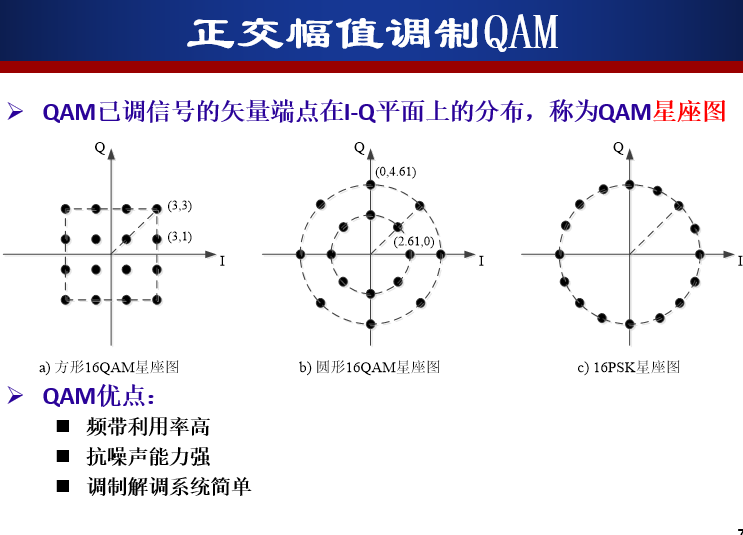 正交幅值调制QAM
QAM已调信号的矢量端点在I-Q平面上的分布，称为QAM星座图
Q
(3,3)
(3,1)
I
Q
(0,4.61)
(2.61,0)
I
Q
I
a) 方形16QAM星座图
b) 圆形16QAM星座图
c) 16PSK星座图
QAM优点：
频带利用率高
抗噪声能力强
调制解调系统简单
7